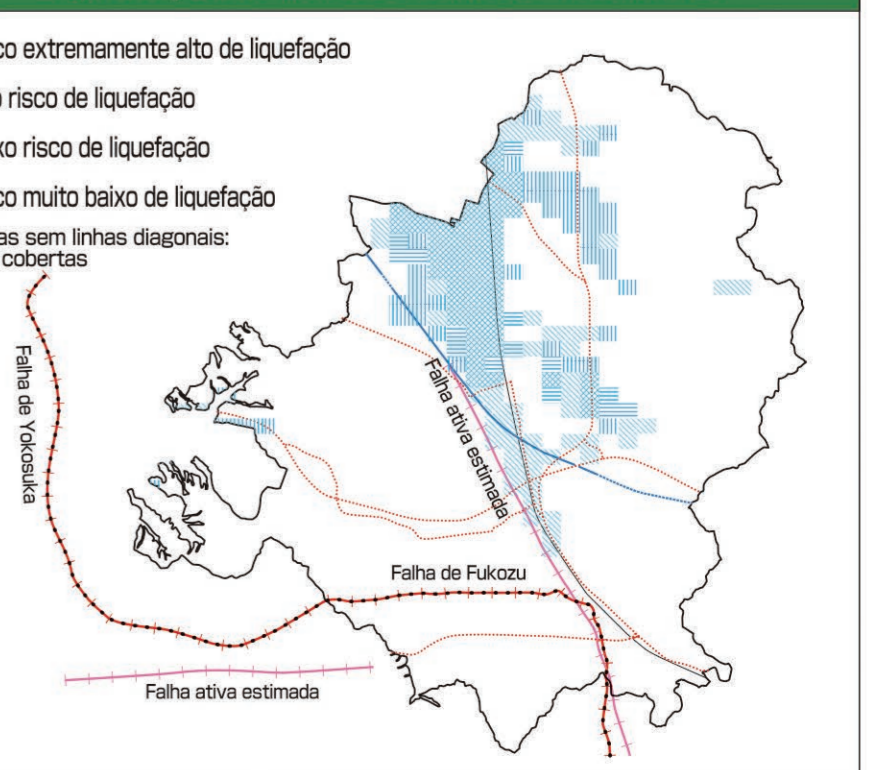 co extremamente alto de liquefação
o risco de liquefação
xo risco de liquefação
co muito baixo de liquefação
as sem linhas diagonais:
cobertas
Falha de Yokosuka
Falha ativa estimada
Falha de Fukozu
Falha ativa estimada